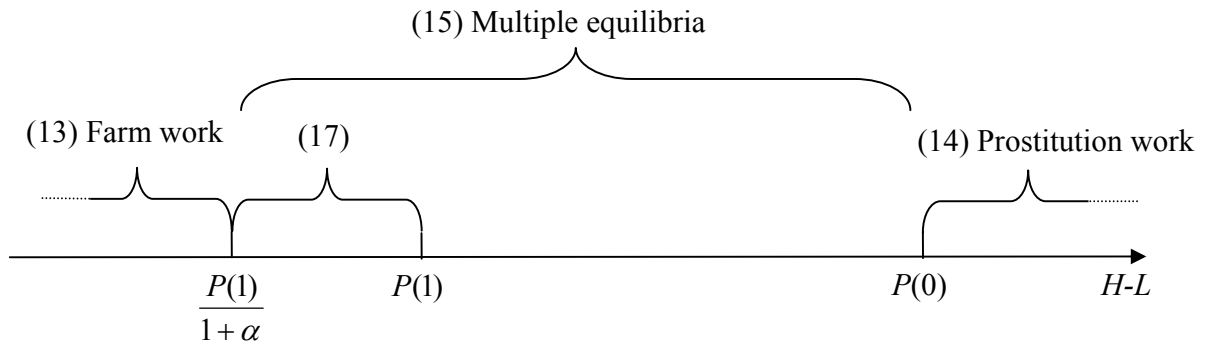 (15) Multiple equilibria
(13) Farm work (17) (14) Prostitution work
P(1) P(1) P(0) H-L
1 + α